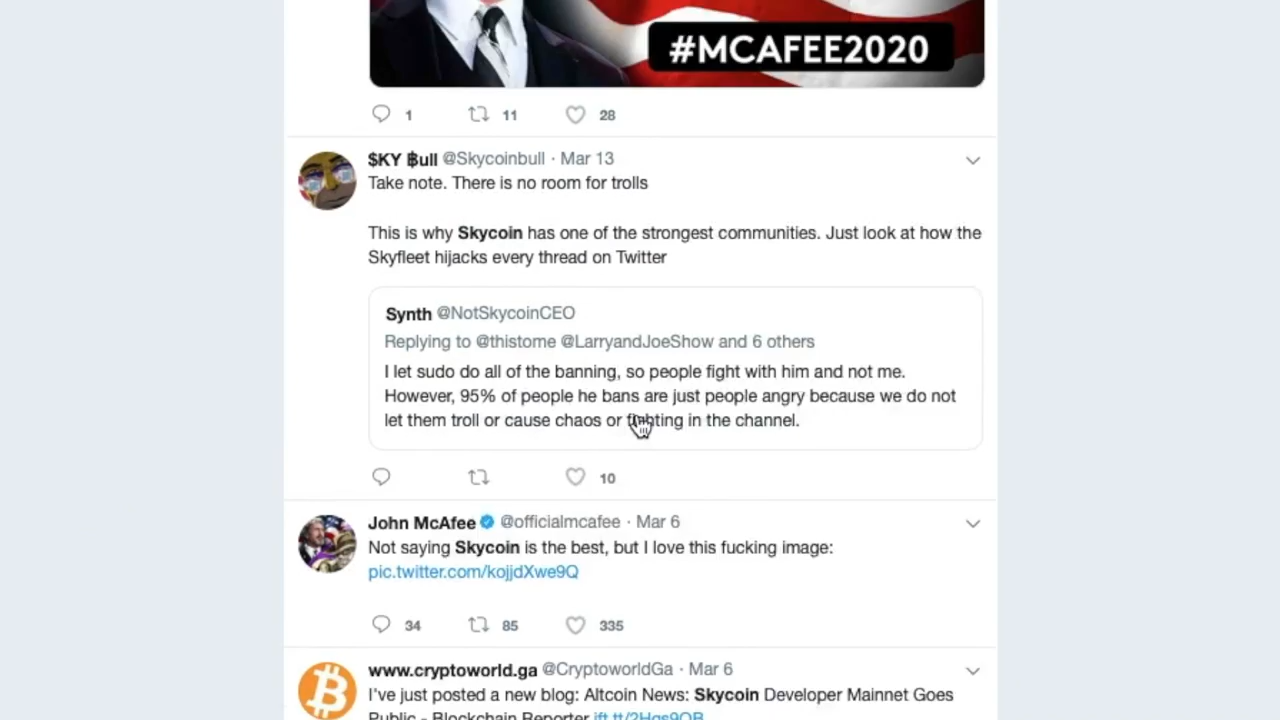 #MCAFEE2020
1 11 28
$KY ฿ull @Skycoinbull · Mar 13
Take note. There is no room for trolls
This is why Skycoin has one of the strongest communities. Just look at how the
Skyfleet hijacks every thread on Twitter
Synth @NotSkycoinCEO
Replying to @thistome @LarryandJoeShow and 6 others
I let sudo do all of the banning, so people fight with him and not me.
However, 95% of people he bans are just people angry because we do not
let them troll or cause chaos or fighting in the channel.
10
John McAfee @officialmcafee · Mar 6
Not saying Skycoin is the best, but I love this fucking image:
pic.twitter.com/kojjdXwe9Q
34 85 335
www.cryptoworld.ga @CryptoworldGa · Mar 6
I've just posted a new blog: Altcoin News: Skycoin Developer Mainnet Goes
Public - Blockchain Reporter